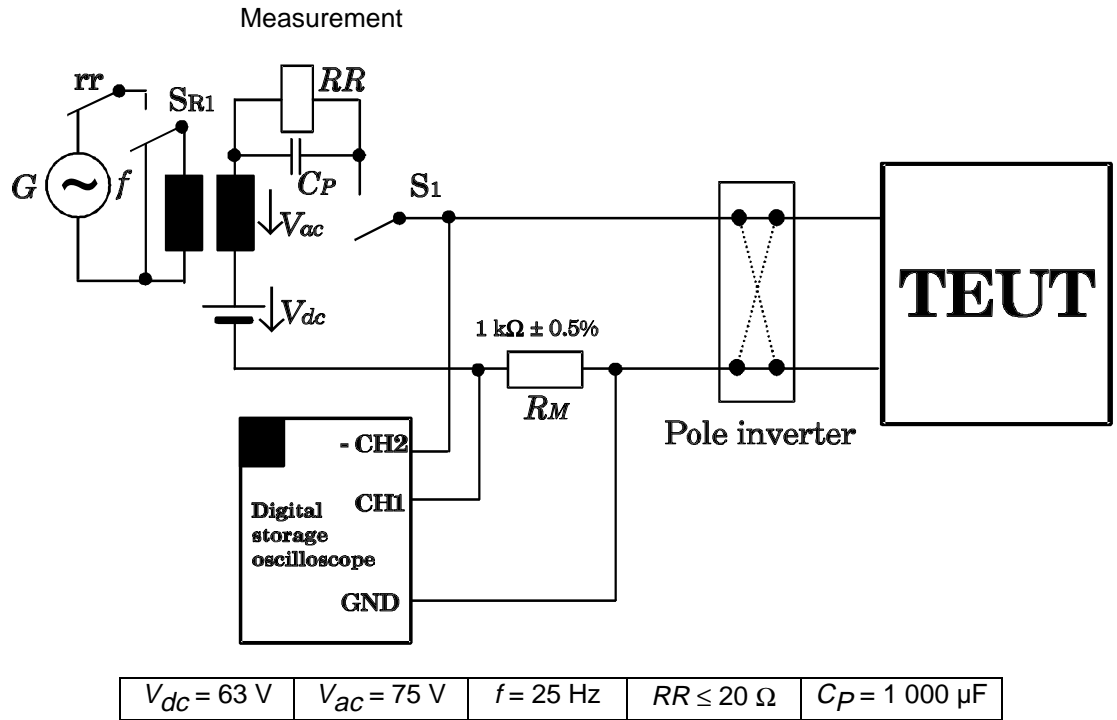 Measurement
rr
RR
SR1
G
~
f
CP
S1
Vac
Vdc
1 kΩ ± 0.5%
RM
TEUT
Pole inverter
- CH2
CH1
Digital
storage
oscilloscope
GND
Vdc = 63 V Vac = 75 V f = 25 Hz RR ≤ 20 Ω CP = 1 000 µF